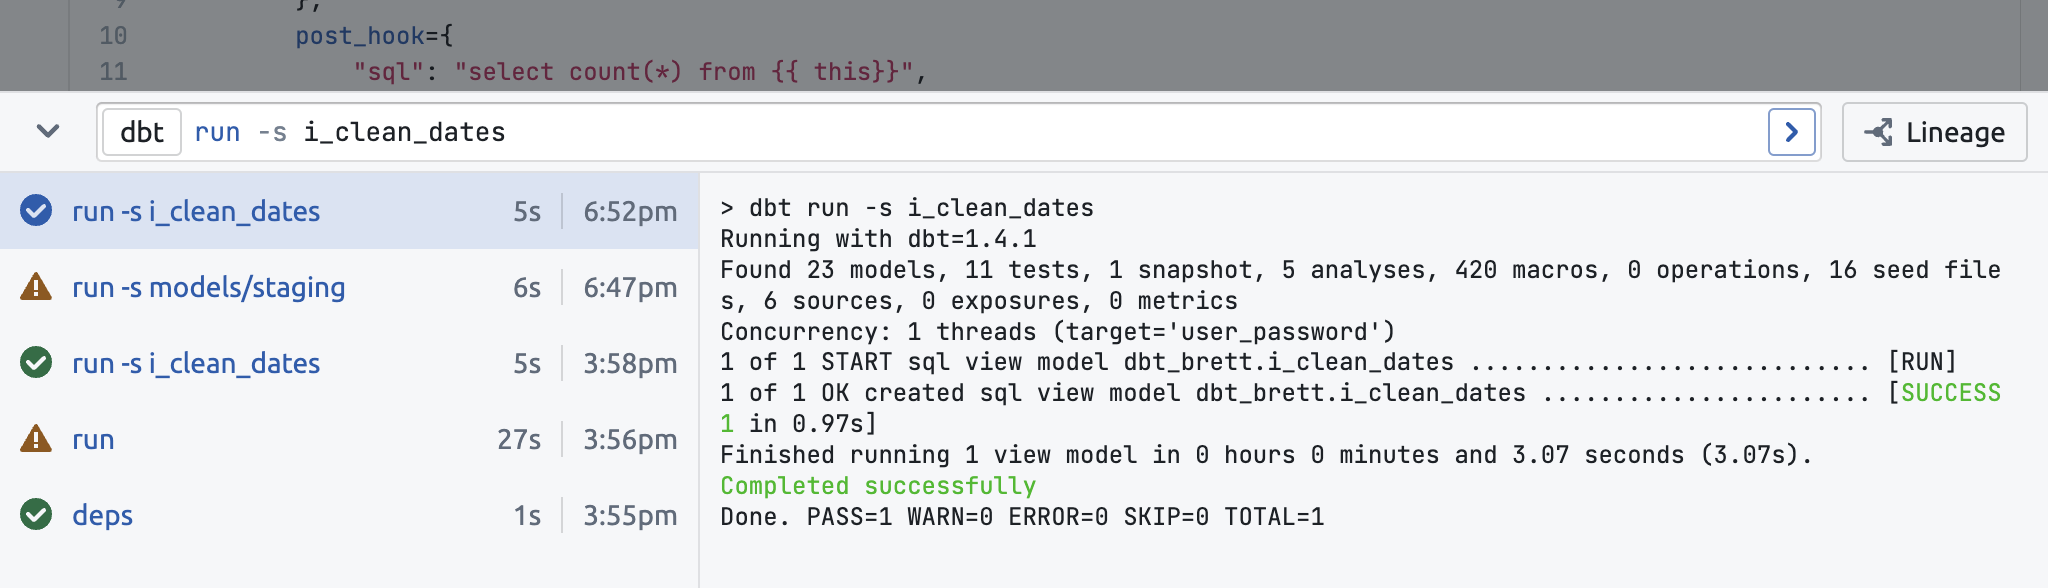 9 },
10 post_hook={
11 "sql": "select count(*) from {{ this}}",
dbt run -s i_clean_dates
Lineage
run -s i_clean_dates 5s 6:52pm
run -s models/staging 6s 6:47pm
run -s i_clean_dates 5s 3:58pm
run 27s 3:56pm
deps 1s 3:55pm
> dbt run -s i_clean_dates
Running with dbt=1.4.1
Found 23 models, 11 tests, 1 snapshot, 5 analyses, 420 macros, 0 operations, 16 seed file
s, 6 sources, 0 exposures, 0 metrics
Concurrency: 1 threads (target='user_password')
1 of 1 START sql view model dbt_brett.i_clean_dates ............................ [RUN]
1 of 1 OK created sql view model dbt_brett.i_clean_dates ....................... [SUCCESS
1 in 0.97s]
Finished running 1 view model in 0 hours 0 minutes and 3.07 seconds (3.07s).
Completed successfully
Done. PASS=1 WARN=0 ERROR=0 SKIP=0 TOTAL=1